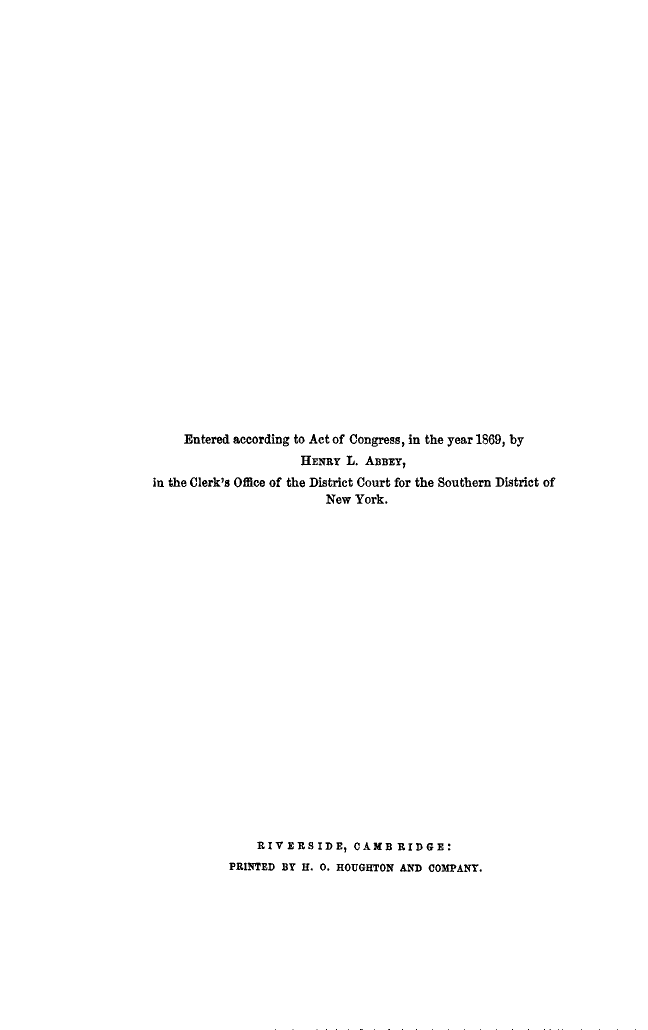 Entered according to Act of Congress, in the year 1869, by
HENRY L. ABBEY,
in the Clerk's Office of the District Court for the Southern District of
New York.
RIVERSIDE, CAMBRIDGE:
PRINTED BY H. O. HOUGHTON AND COMPANY.